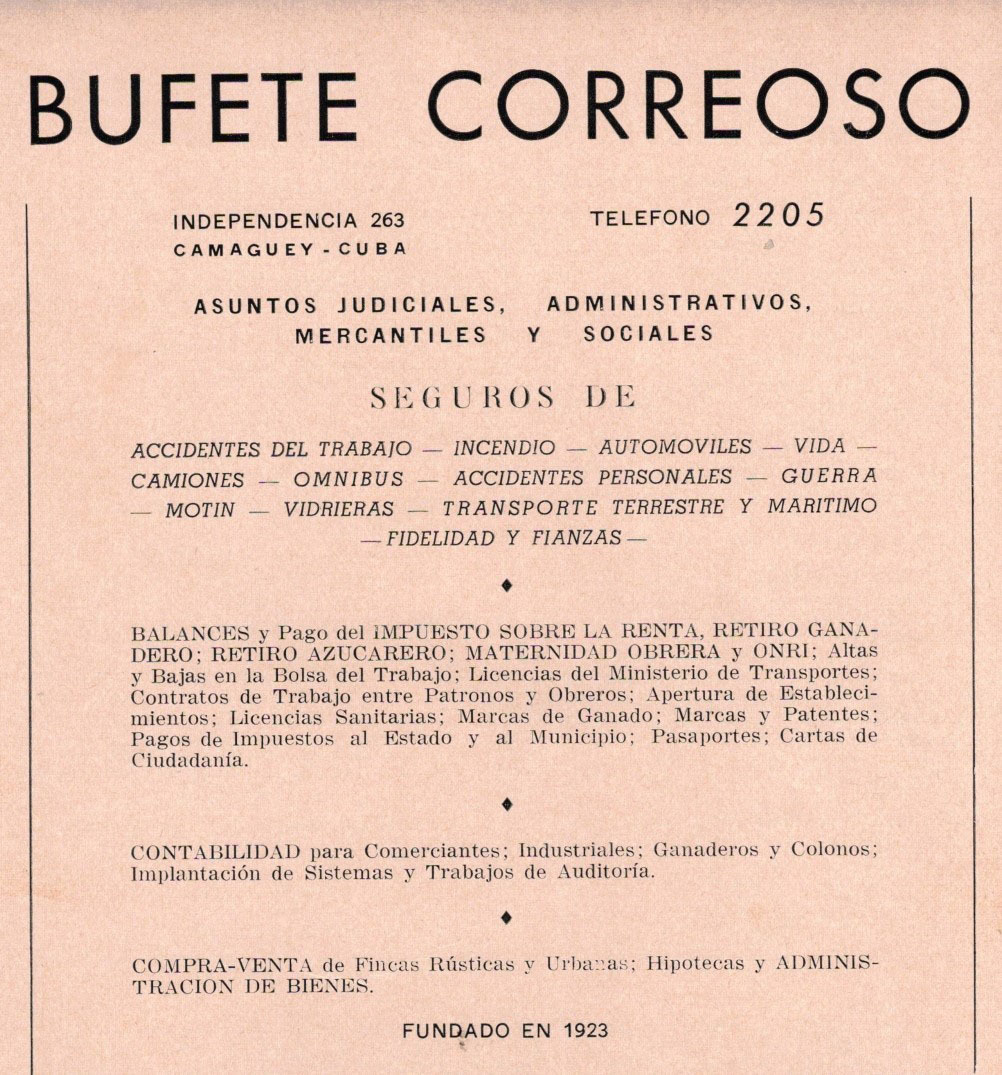 BUFETE CORREOSO
INDEPENDENCIA 263
CAMAGUEY - CUBA
TELEFONO 2205
ASUNTOS JUDICIALES, ADMINISTRATIVOS,
MERCANTILES Y SOCIALES
SEGUROS DE
ACCIDENTES DEL TRABAJO — INCENDIO — AUTOMOVILES — VIDA —
CAMIONES — OMNIBUS — ACCIDENTES PERSONALES — GUERRA
— MOTIN — VIDRIERAS — TRANSPORTE TERRESTRE Y MARITIMO
— FIDELIDAD Y FIANZAS —
BALANCES y Pago del IMPUESTO SOBRE LA RENTA, RETIRO GANA-
DERO; RETIRO AZUCARERO; MATERNIDAD OBRERA y ONRI; Altas
y Bajas en la Bolsa del Trabajo; Licencias del Ministerio de Transportes;
Contratos de Trabajo entre Patronos y Obreros; Apertura de Estableci-
mientos; Licencias Sanitarias; Marcas de Ganado; Marcas y Patentes;
Pagos de Impuestos al Estado y al Municipio; Pasaportes; Cartas de
Ciudadanía.
CONTABILIDAD para Comerciantes; Industriales; Ganaderos y Colonos;
Implantación de Sistemas y Trabajos de Auditoría.
COMPRA-VENTA de Fincas Rústicas y Urbanas; Hipotecas y ADMINIS-
TRACION DE BIENES.
FUNDADO EN 1923